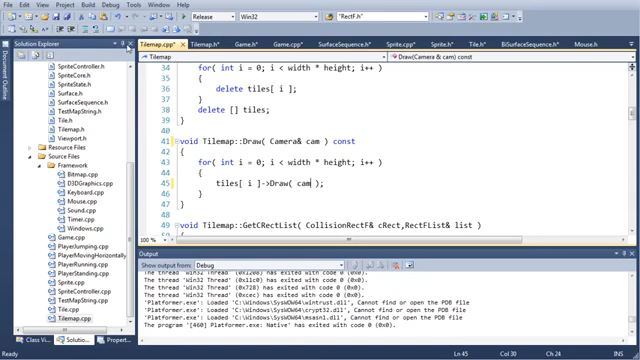 File Edit View Project Build Debug Tools Window Help
Release Win32 "RectF.h"
Solution Explorer
Tilemap.cpp* Tilemap.h* Game.h* Game.cpp* SurfaceSequence.h* Sprite.cpp* Sprite.h* BiSurfaceSequence.h* Mouse.h
Tilemap Draw(Camera & cam)
Document Outline
SpriteController.h
SpriteCore.h
SpriteState.h
Surface.h
SurfaceSequence.h
TestMapString.h
Tile.h
Tilemap.h
Viewport.h
Resource Files
Source Files
Framework
Bitmap.cpp
D3DGraphics.cpp
Keyboard.cpp
Mouse.cpp
Sound.cpp
Timer.cpp
Windows.cpp
Game.cpp
PlayerJumping.cpp
PlayerMovingHorizontally
PlayerRunning.cpp
PlayerStanding.cpp
Sprite.cpp
SpriteController.cpp
TestMapString.cpp
Tile.cpp
Tilemap.cpp
Class Vi... Solutio... Propert...
34 for( int i = 0; i < width * height; i++ )
35 {
36 delete tiles[ i ];
37 }
38 delete [] tiles;
39 }
40
41 void Tilemap::Draw( Camera& cam ) const
42 {
43 for( int i = 0; i < width * height; i++ )
44 {
45 tiles[ i ]->Draw( cam );
46 }
47 }
48
49 void Tilemap::GetCRectList( CollisionRectF& cRect,RectFList& list )
100 %
Output
Show output from: Debug
The thread 'Win32 Thread' (0x1208) has exited with code 0 (0x0).
The thread 'Win32 Thread' (0x11c0) has exited with code 0 (0x0).
The thread 'Win32 Thread' (0x728) has exited with code 0 (0x0).
'Platformer.exe': Loaded 'C:\Windows\SysWOW64\wintrust.dll', Cannot find or open the PDB file
'Platformer.exe': Loaded 'C:\Windows\SysWOW64\crypt32.dll', Cannot find or open the PDB file
'Platformer.exe': Loaded 'C:\Windows\SysWOW64\msasn1.dll', Cannot find or open the PDB file
The program '[460] Platformer.exe: Native' has exited with code 0 (0x0).
Ready Ln 45 Col 24 Ch 18 INS